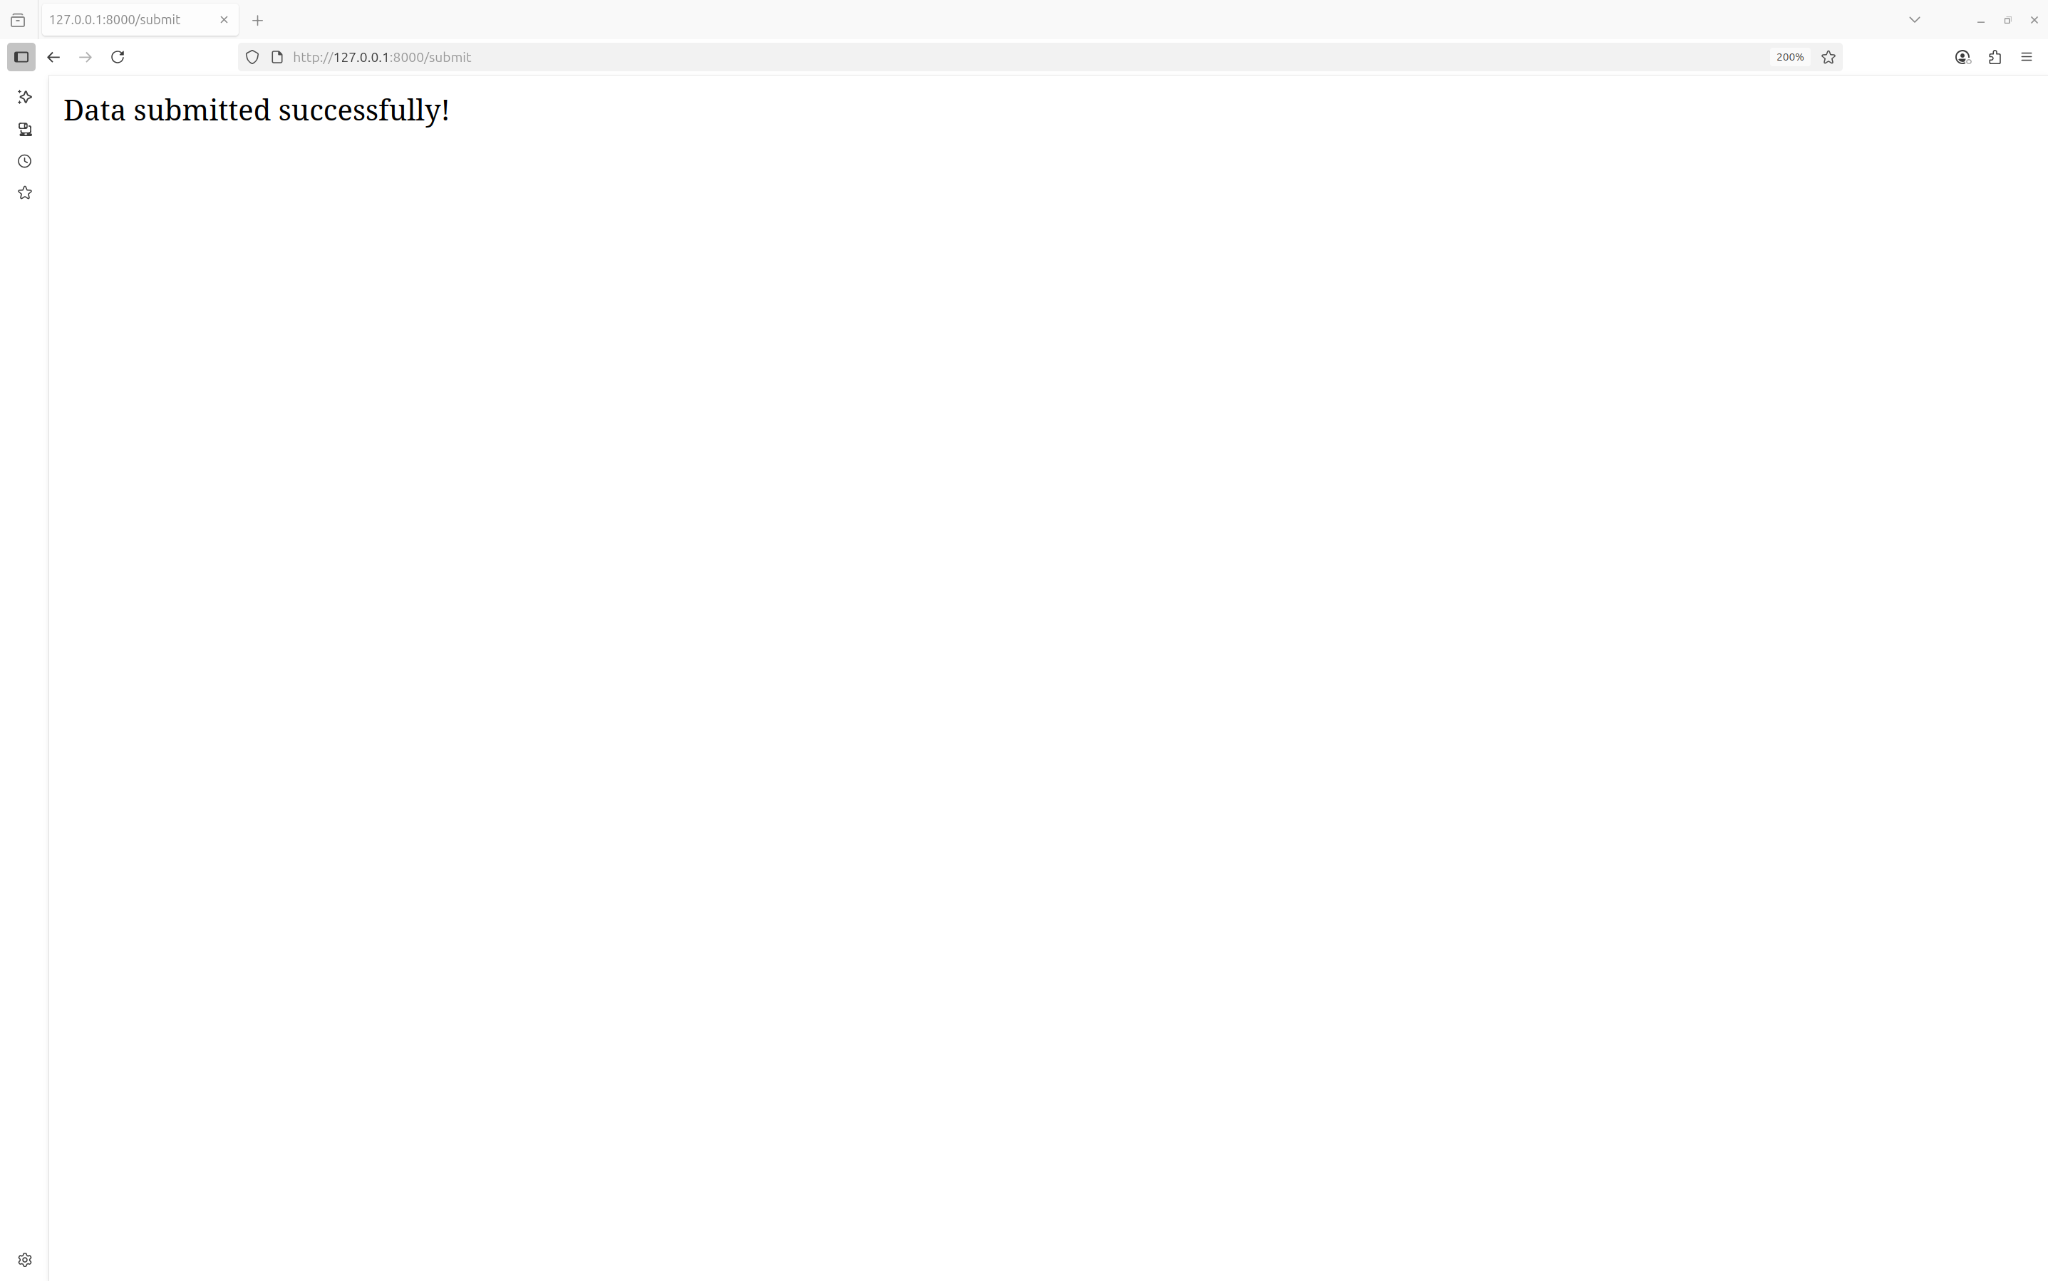 127.0.0.1:8000/submit
http://127.0.0.1:8000/submit
200%
Data submitted successfully!